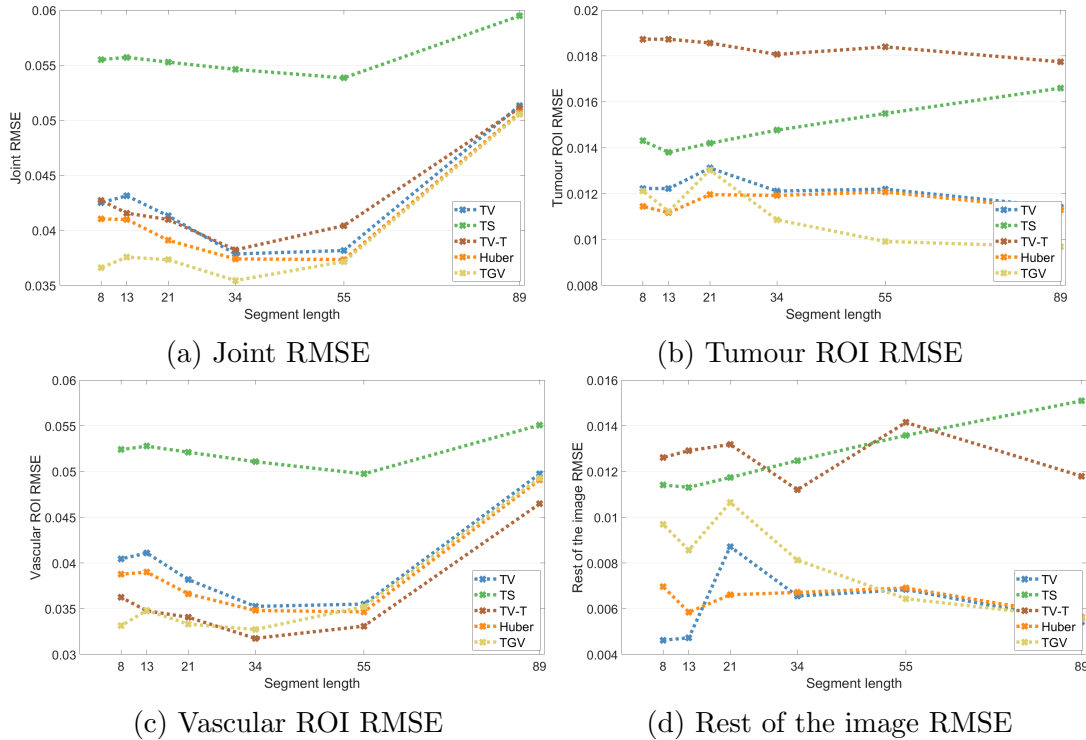 0.06
0.055
0.05
0.045
0.04
0.035
Joint RMSE
8 13 21 34 55 89
Segment length
TV
TS
TV-T
Huber
TGV
(a) Joint RMSE
0.02
0.018
0.016
0.014
0.012
0.01
0.008
Tumour ROI RMSE
8 13 21 34 55 89
Segment length
TV
TS
TV-T
Huber
TGV
(b) Tumour ROI RMSE
0.06
0.055
0.05
0.045
0.04
0.035
0.03
Vascular ROI RMSE
8 13 21 34 55 89
Segment length
TV
TS
TV-T
Huber
TGV
(c) Vascular ROI RMSE
0.016
0.014
0.012
0.01
0.008
0.006
0.004
Rest of the image RMSE
8 13 21 34 55 89
Segment length
TV
TS
TV-T
Huber
TGV
(d) Rest of the image RMSE